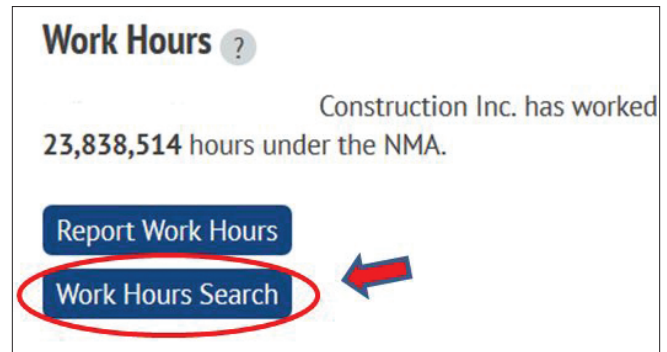 Work Hours ?
Construction Inc. has worked
23,838,514 hours under the NMA.
Report Work Hours
Work Hours Search